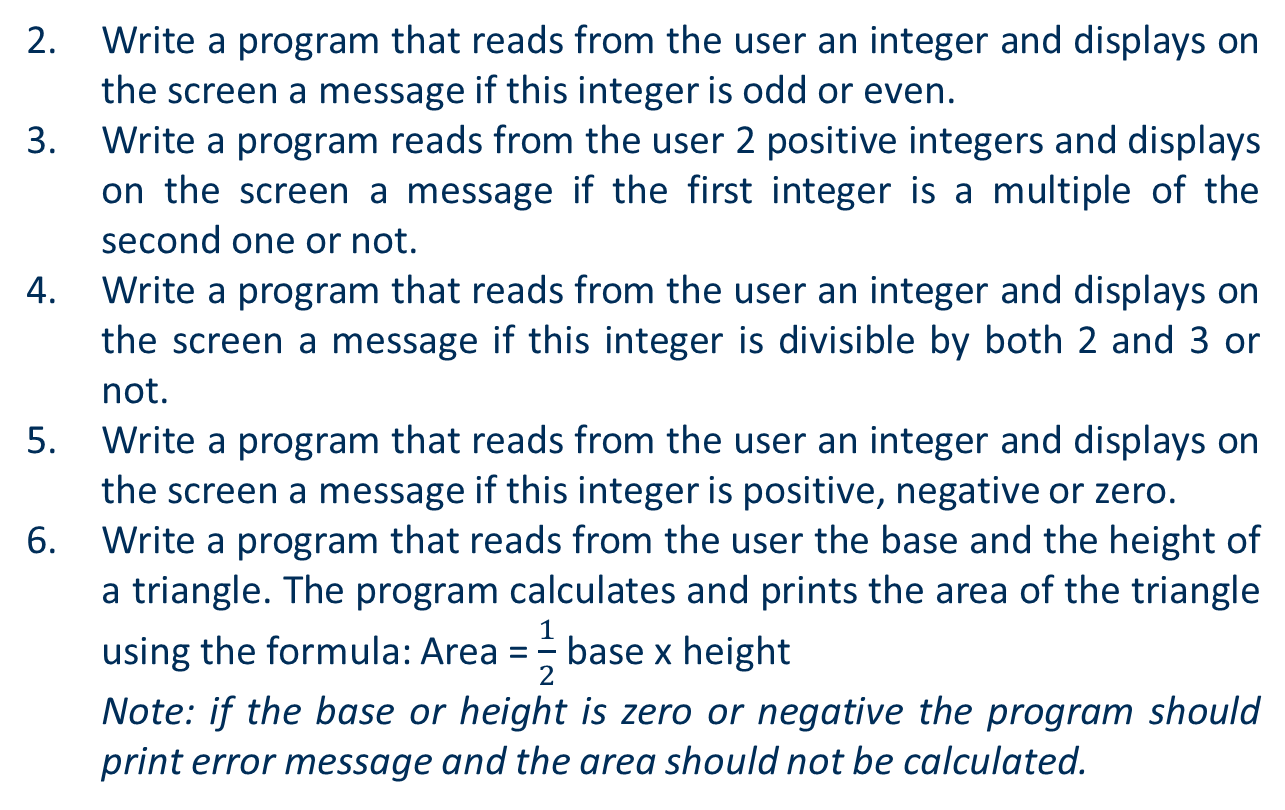 2. Write a program that reads from the user an integer and displays on
the screen a message if this integer is odd or even.
3. Write a program reads from the user 2 positive integers and displays
on the screen a message if the first integer is a multiple of the
second one or not.
4. Write a program that reads from the user an integer and displays on
the screen a message if this integer is divisible by both 2 and 3 or
not.
5. Write a program that reads from the user an integer and displays on
the screen a message if this integer is positive, negative or zero.
6. Write a program that reads from the user the base and the height of
a triangle. The program calculates and prints the area of the triangle
using the formula: Area = 1/2 base x height
Note: if the base or height is zero or negative the program should
print error message and the area should not be calculated.